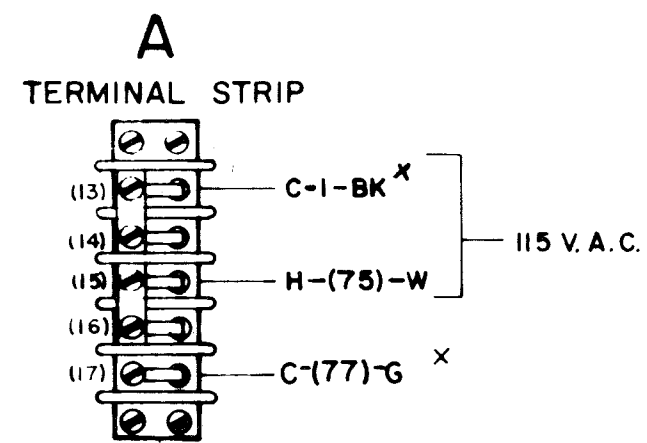 A
TERMINAL STRIP
(13) C-1-BK X
(14)
115 V. A. C.
(15) H-(75)-W
(16)
(17) C-(77)-G X